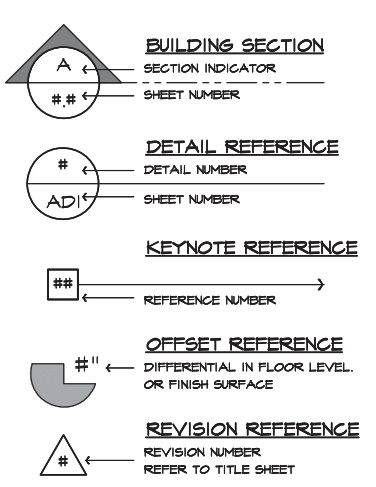 BUILDING SECTION
A
SECTION INDICATOR
#.#
SHEET NUMBER
DETAIL REFERENCE
#
DETAIL NUMBER
AD1
SHEET NUMBER
KEYNOTE REFERENCE
##
REFERENCE NUMBER
OFFSET REFERENCE
#"
DIFFERENTIAL IN FLOOR LEVEL.
OR FINISH SURFACE
REVISION REFERENCE
REVISION NUMBER
#
REFER TO TITLE SHEET